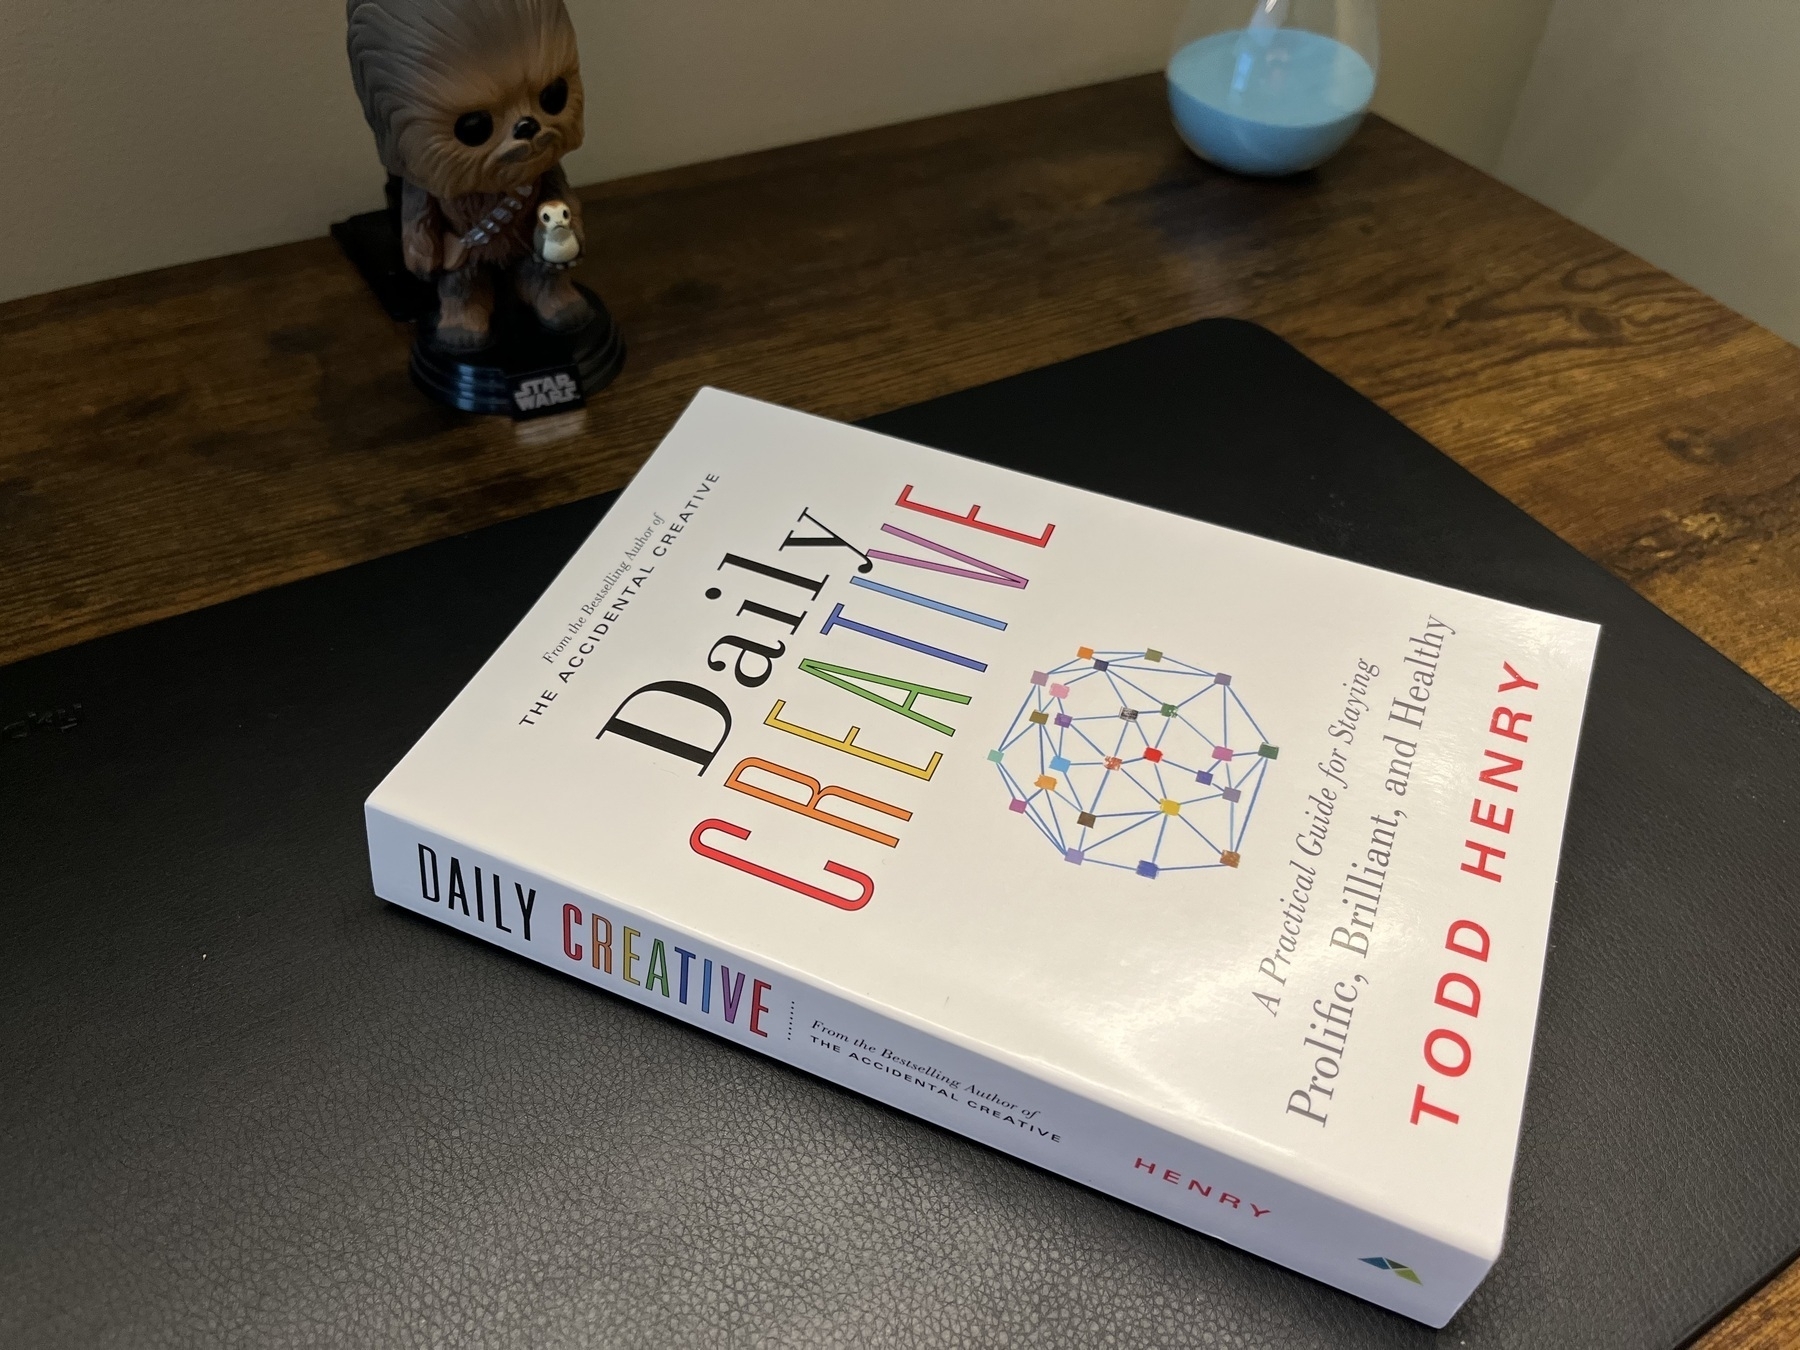 STAR
WARS
From the Bestselling Author of
THE ACCIDENTAL CREATIVE
Daily
CREATIVE
A Practical Guide for Staying
Prolific, Brilliant, and Healthy
TODD HENRY
DAILY CREATIVE
From the Bestselling Author of
THE ACCIDENTAL CREATIVE
HENRY